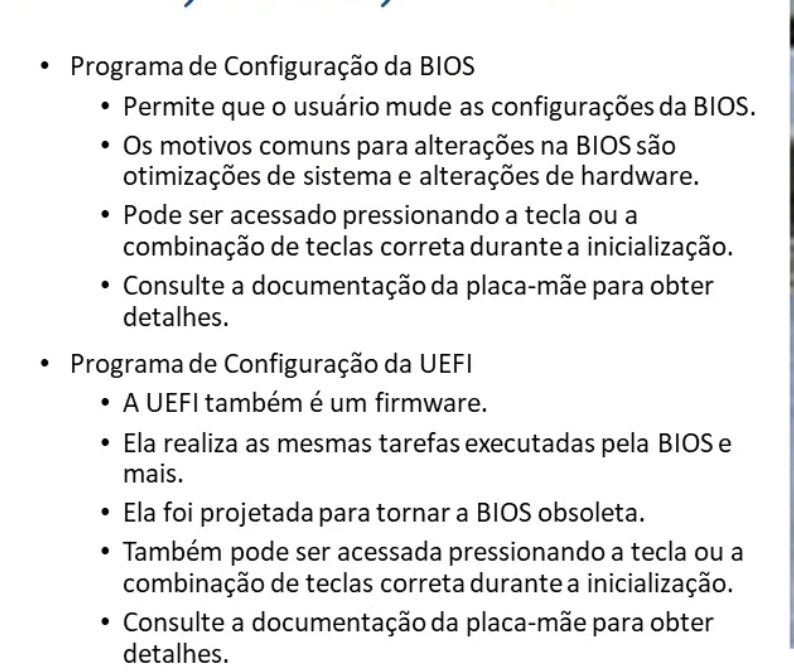 • Programa de Configuração da BIOS
• Permite que o usuário mude as configurações da BIOS.
• Os motivos comuns para alterações na BIOS são
otimizações de sistema e alterações de hardware.
• Pode ser acessado pressionando a tecla ou a
combinação de teclas correta durante a inicialização.
• Consulte a documentação da placa-mãe para obter
detalhes.
• Programa de Configuração da UEFI
• A UEFI também é um firmware.
• Ela realiza as mesmas tarefas executadas pela BIOS e
mais.
• Ela foi projetada para tornar a BIOS obsoleta.
• Também pode ser acessada pressionando a tecla ou a
combinação de teclas correta durante a inicialização.
• Consulte a documentação da placa-mãe para obter
detalhes.